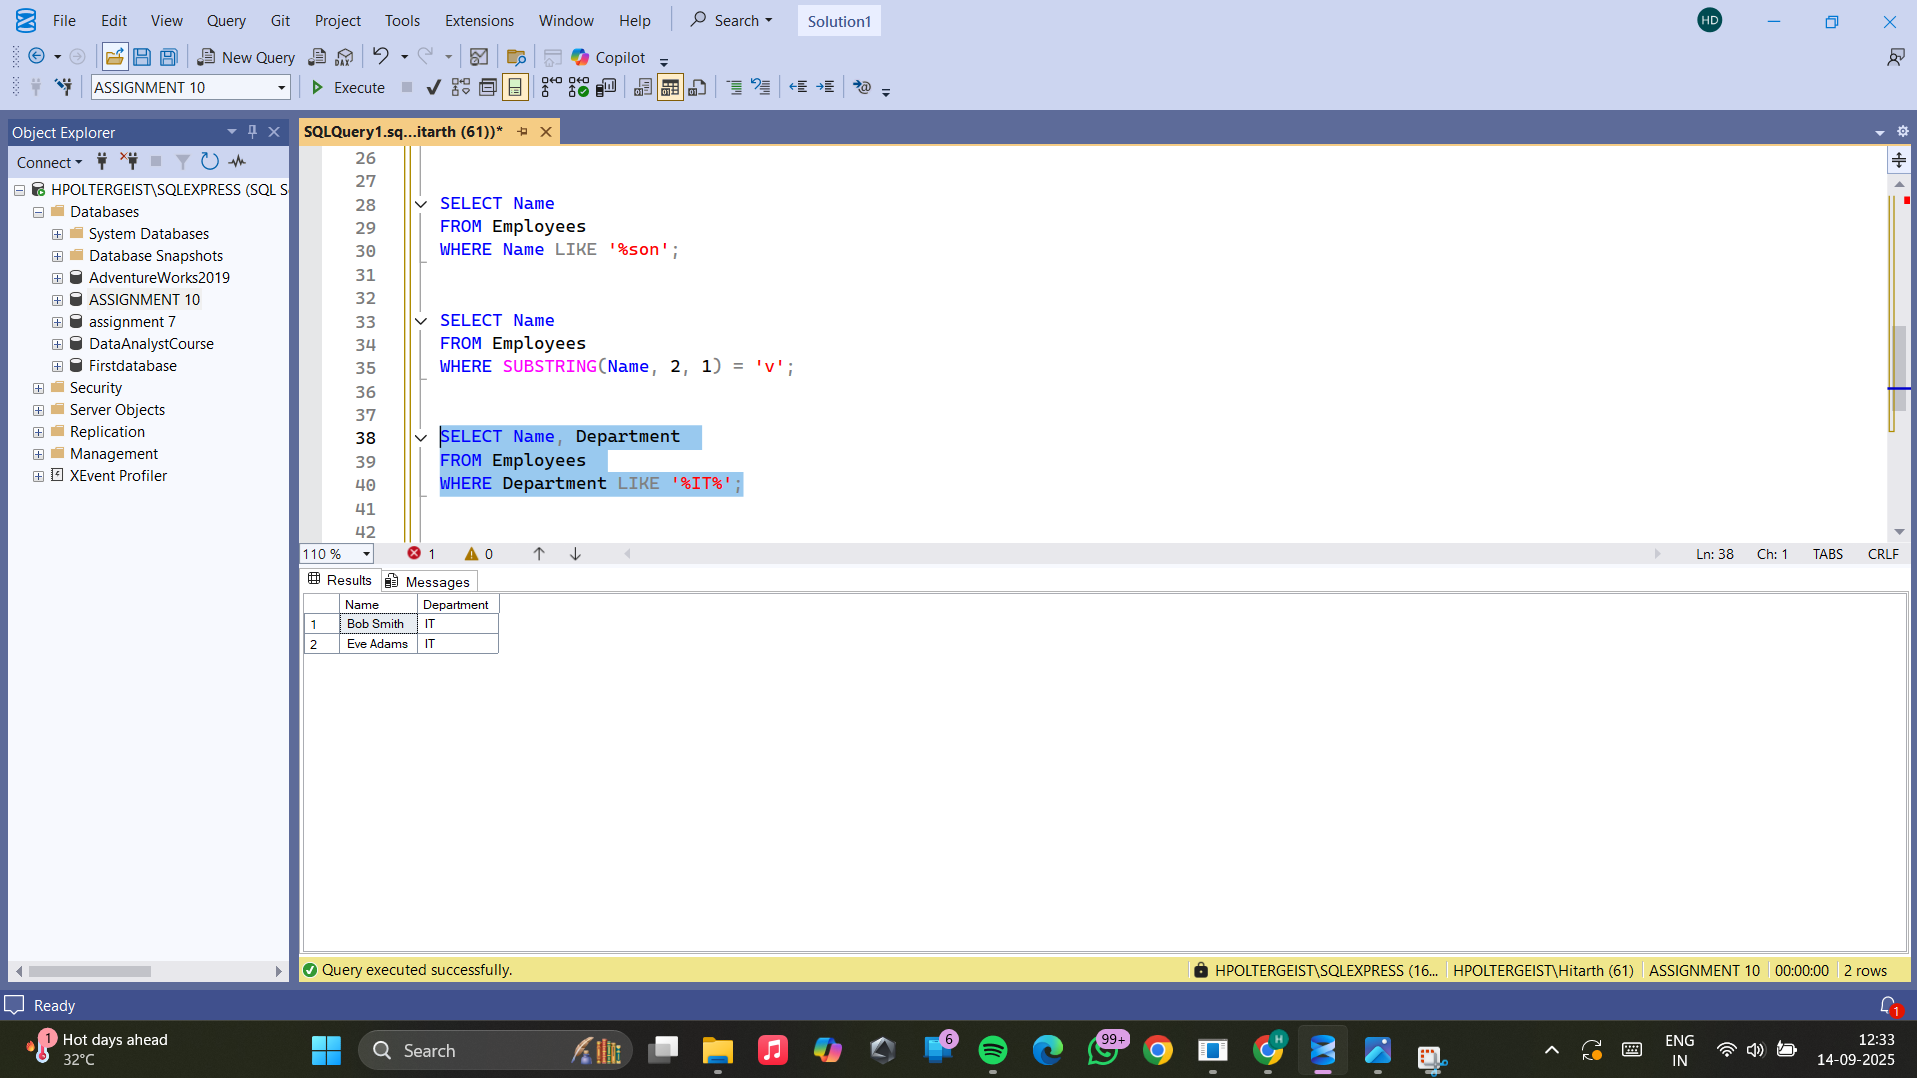 File Edit View Query Git Project Tools Extensions Window Help Search Solution1 HD
New Query DAX Copilot
ASSIGNMENT 10 Execute
Object Explorer
Connect
HPOLTERGEIST\SQLEXPRESS (SQL S
Databases
System Databases
Database Snapshots
AdventureWorks2019
ASSIGNMENT 10
assignment 7
DataAnalystCourse
Firstdatabase
Security
Server Objects
Replication
Management
XEvent Profiler
SQLQuery1.sq...itarth (61))*
26
27
28 SELECT Name
29 FROM Employees
30 WHERE Name LIKE '%son';
31
32
33 SELECT Name
34 FROM Employees
35 WHERE SUBSTRING(Name, 2, 1) = 'v';
36
37
38 SELECT Name, Department
39 FROM Employees
40 WHERE Department LIKE '%IT%';
41
42
110 % 1 0 Ln: 38 Ch: 1 TABS CRLF
Results Messages
Name Department
1 Bob Smith IT
2 Eve Adams IT
Query executed successfully. HPOLTERGEIST\SQLEXPRESS (16... HPOLTERGEIST\Hitarth (61) ASSIGNMENT 10 00:00:00 2 rows
Ready 1
1 Hot days ahead
32°C
Search 6 99+ H
ENG
IN
12:33
14-09-2025